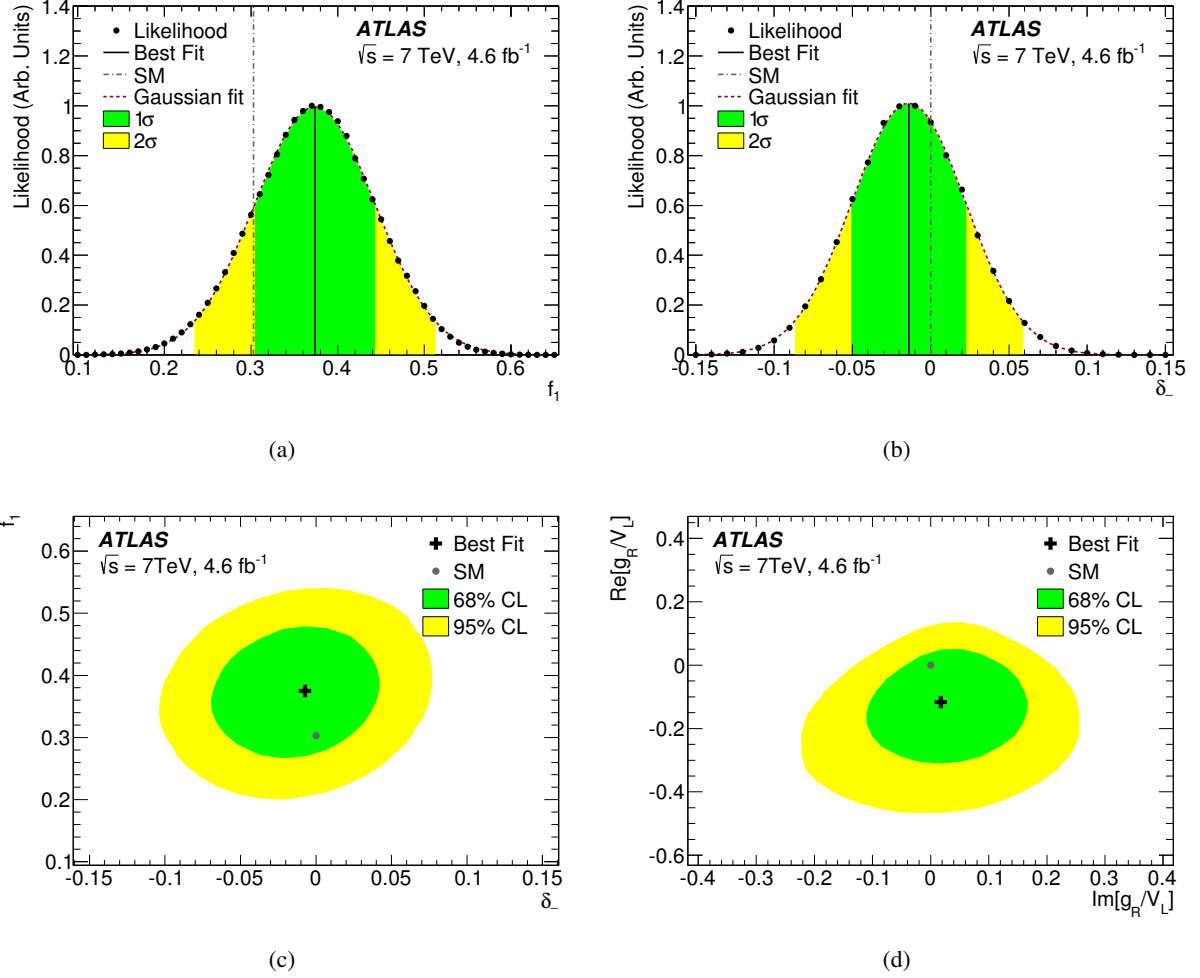 Likelihood (Arb. Units)
1.4
1.2
1
0.8
0.6
0.4
0.2
0
Likelihood
Best Fit
SM
Gaussian fit
1σ
2σ
ATLAS
√s = 7 TeV, 4.6 fb⁻¹
0.1 0.2 0.3 0.4 0.5 0.6
f₁
(a)
Likelihood (Arb. Units)
1.4
1.2
1
0.8
0.6
0.4
0.2
0
Likelihood
Best Fit
SM
Gaussian fit
1σ
2σ
ATLAS
√s = 7 TeV, 4.6 fb⁻¹
-0.15 -0.1 -0.05 0 0.05 0.1 0.15
δ₋
(b)
f₁
0.6
0.5
0.4
0.3
0.2
0.1
ATLAS
√s = 7TeV, 4.6 fb⁻¹
Best Fit
SM
68% CL
95% CL
-0.15 -0.1 -0.05 0 0.05 0.1 0.15
δ₋
(c)
Re[g_R/V_L]
0.4
0.2
0
-0.2
-0.4
-0.6
ATLAS
√s = 7TeV, 4.6 fb⁻¹
Best Fit
SM
68% CL
95% CL
-0.4 -0.3 -0.2 -0.1 0 0.1 0.2 0.3 0.4
Im[g_R/V_L]
(d)